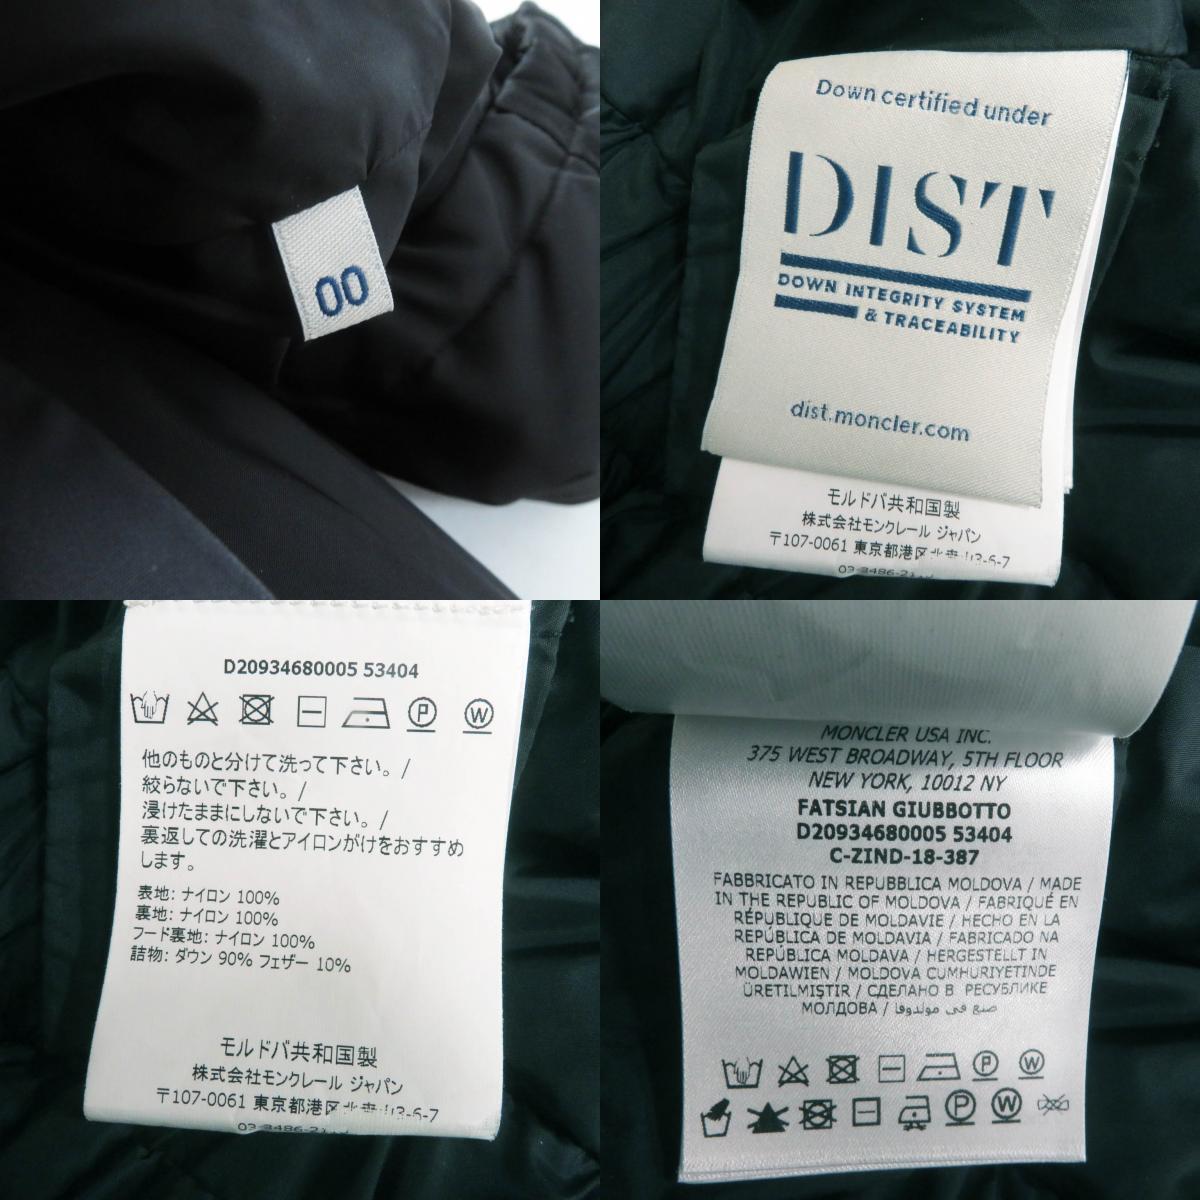 00
Down certified under
DIST
DOWN INTEGRITY SYSTEM
& TRACEABILITY
dist.moncler.com
モルドバ共和国製
株式会社モンクレール ジャパン
〒107-0061 東京都港区北青山3-6-7
03-3486-21
D20934680005 53404
P
W
他のものと分けて洗って下さい。/
絞らないで下さい。/
浸けたままにしないで下さい。/
裏返しての洗濯とアイロンがけをおすすめ
します。
表地: ナイロン 100%
裏地: ナイロン 100%
フード裏地: ナイロン 100%
詰物: ダウン 90% フェザー 10%
モルドバ共和国製
株式会社モンクレール ジャパン
〒107-0061 東京都港区北青山3-6-7
03-3486-21
MONCLER USA INC.
375 WEST BROADWAY, 5TH FLOOR
NEW YORK, 10012 NY
FATSIAN GIUBBOTTO
D20934680005 53404
C-ZIND-18-387
FABBRICATO IN REPUBBLICA MOLDOVA / MADE
IN THE REPUBLIC OF MOLDOVA / FABRIQUÉ EN
RÉPUBLIQUE DE MOLDAVIE / HECHO EN LA
REPÚBLICA DE MOLDAVIA / FABRICADO NA
REPÚBLICA MOLDAVA / HERGESTELLT IN
MOLDAWIEN / MOLDOVA CUMHURIYETINDE
ÜRETILMIŞTIR / СДЕЛАНО В РЕСПУБЛИКЕ
МОЛДОВА / صنع في مولدوفا
P
W
P
W